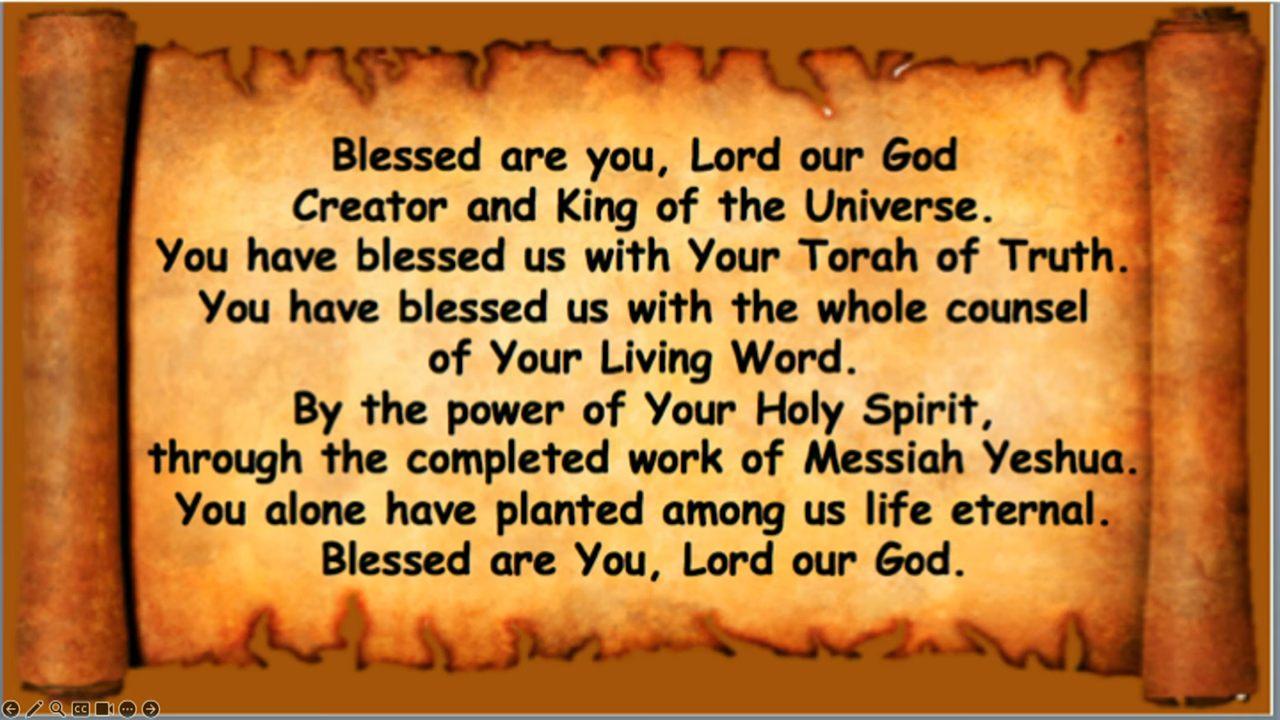 Blessed are you, Lord our God
Creator and King of the Universe.
You have blessed us with Your Torah of Truth.
You have blessed us with the whole counsel
of Your Living Word.
By the power of Your Holy Spirit,
through the completed work of Messiah Yeshua.
You alone have planted among us life eternal.
Blessed are You, Lord our God.
CC